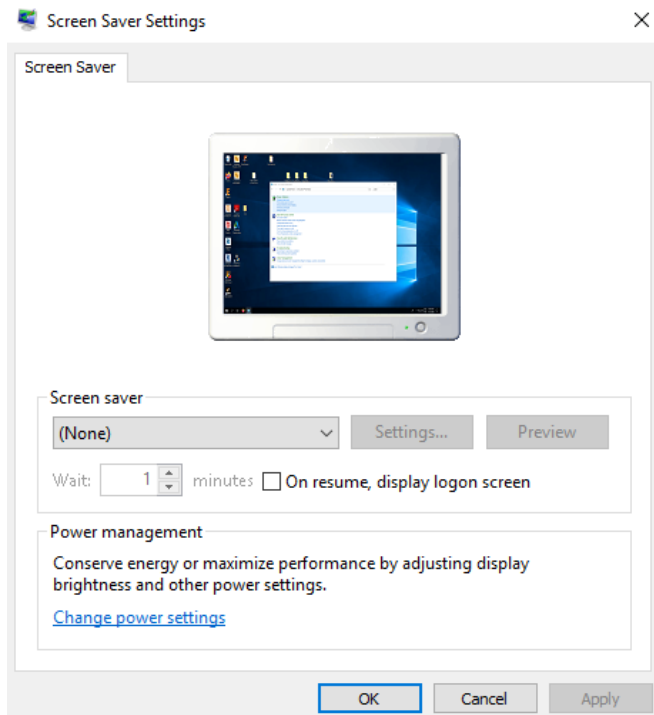 Screen Saver Settings
Screen Saver
Screen saver
(None)
Settings...
Preview
Wait:
1
minutes
On resume, display logon screen
Power management
Conserve energy or maximize performance by adjusting display
brightness and other power settings.
Change power settings
OK
Cancel
Apply